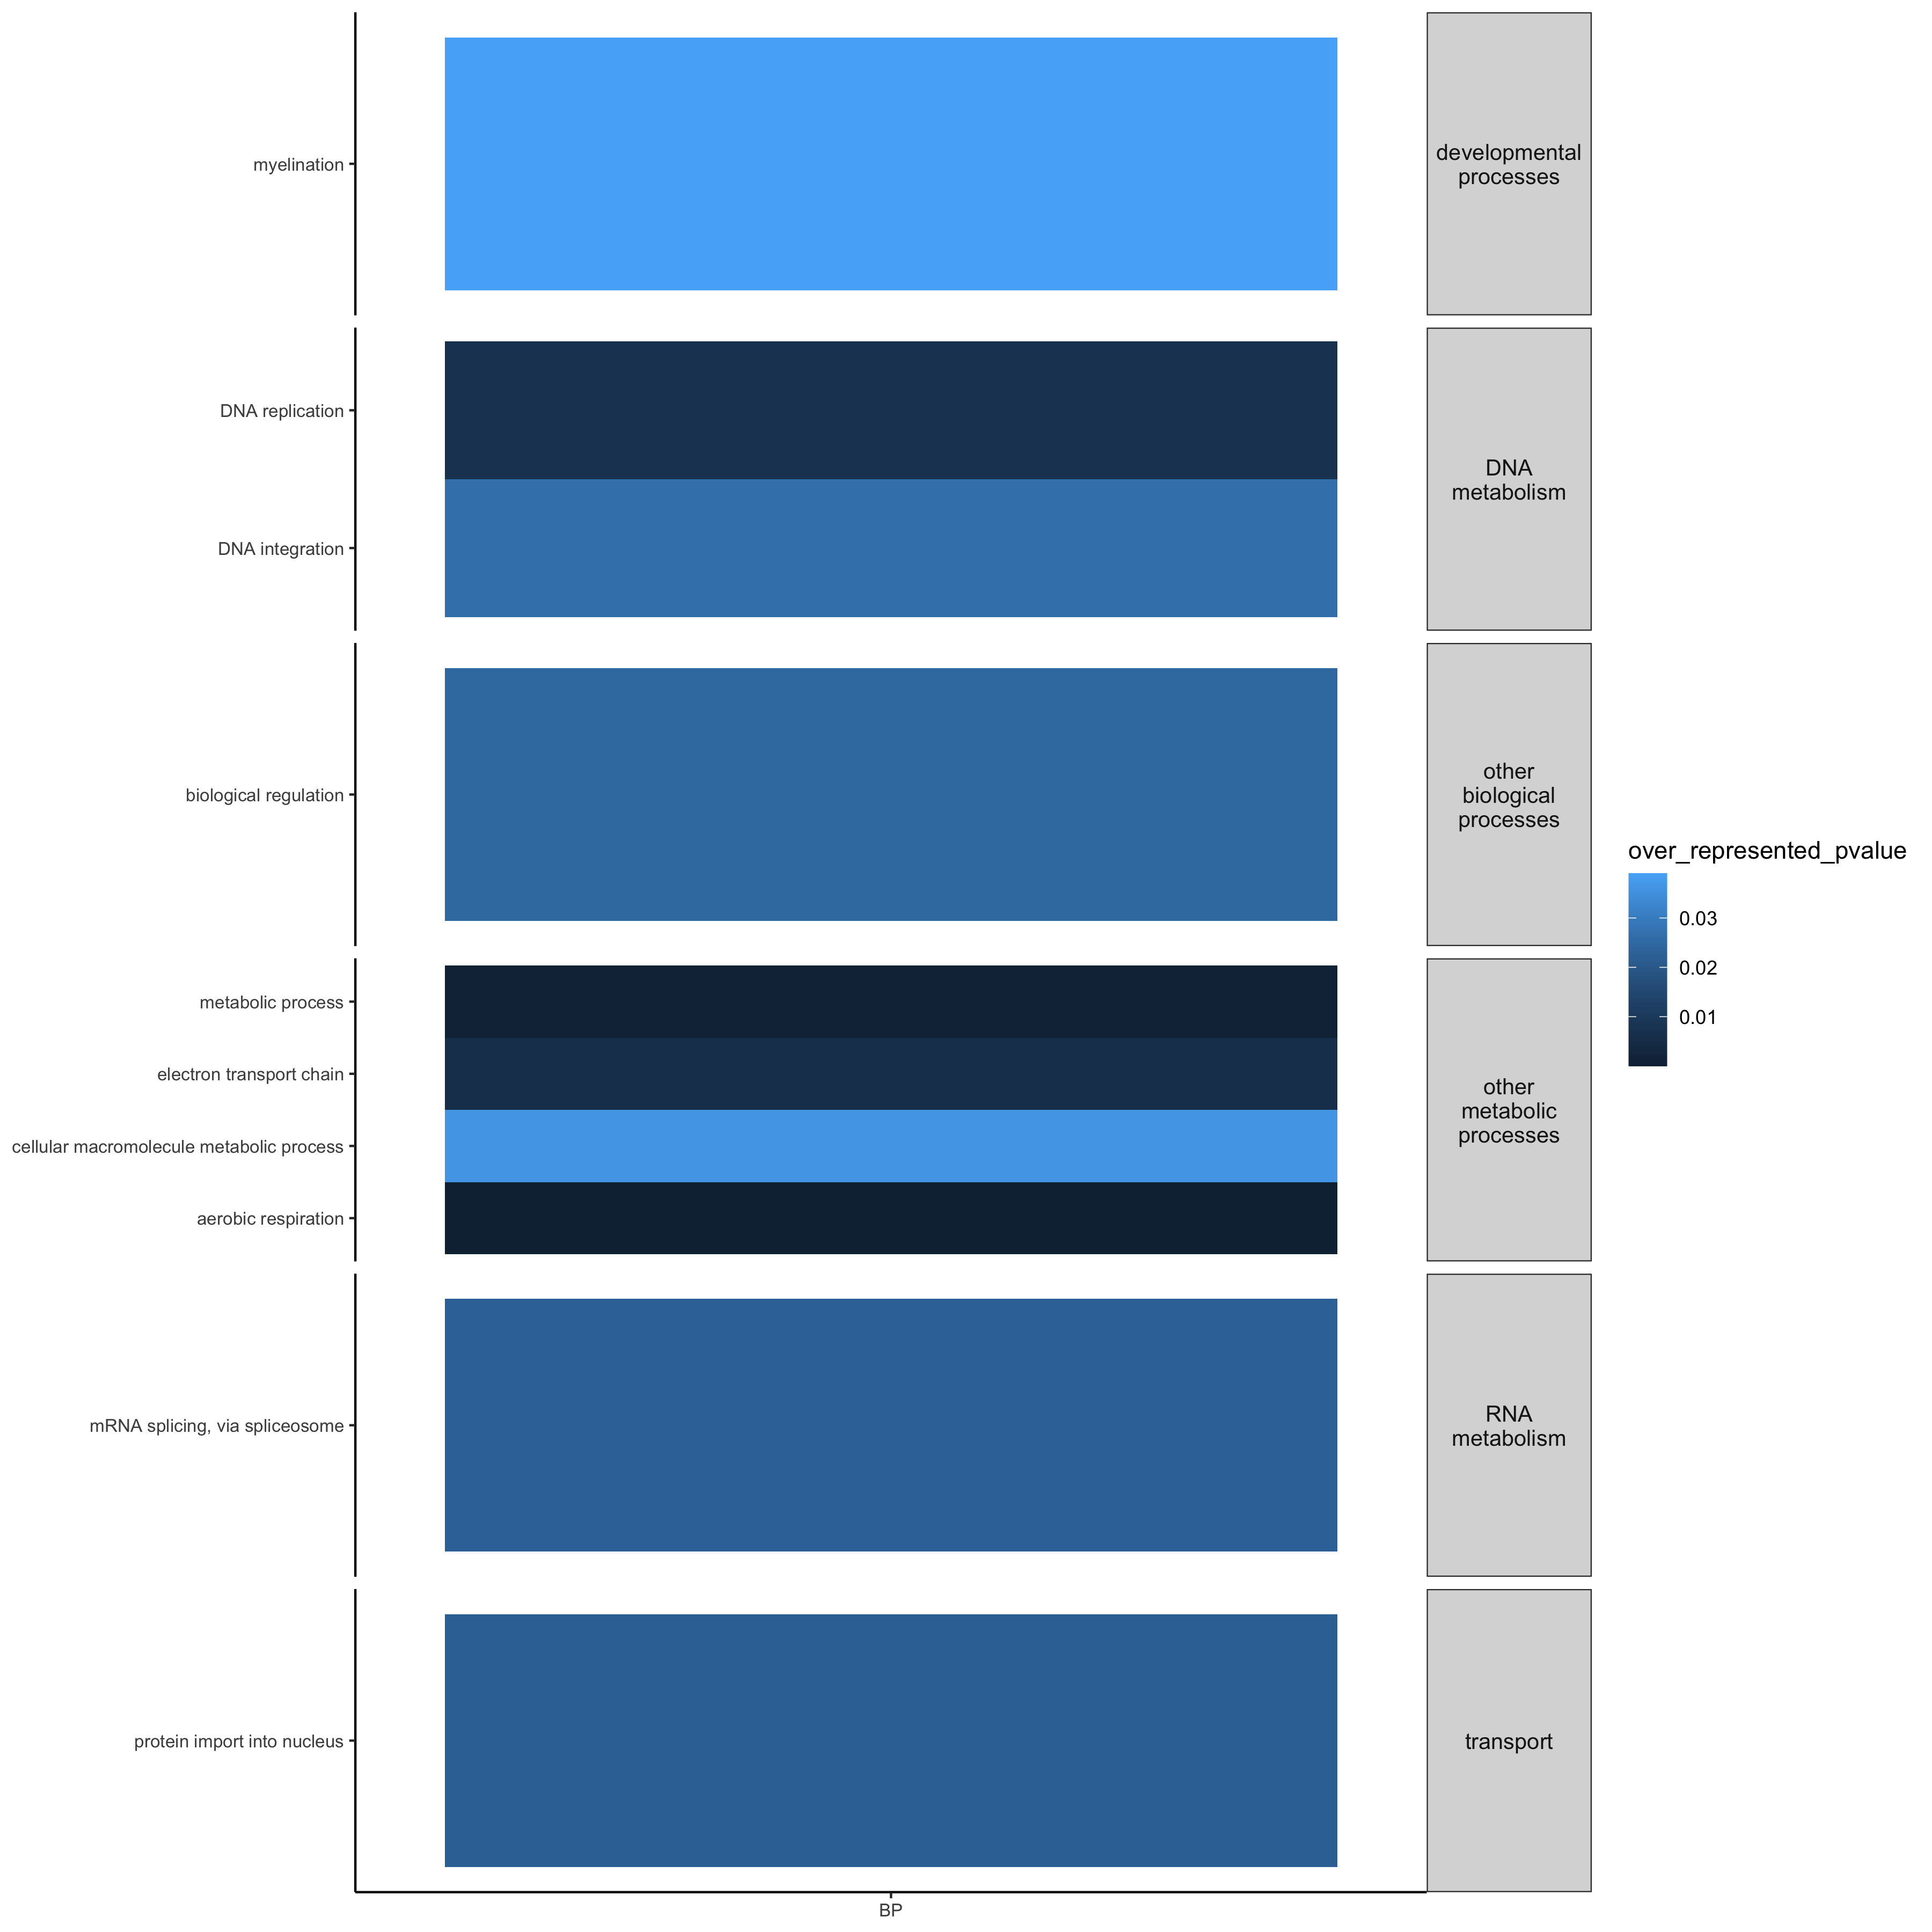 myelination
developmental
processes
DNA replication
DNA integration
DNA
metabolism
biological regulation
other
biological
processes
metabolic process
electron transport chain
cellular macromolecule metabolic process
aerobic respiration
other
metabolic
processes
mRNA splicing, via spliceosome
RNA
metabolism
protein import into nucleus
transport
BP
over_represented_pvalue
0.03
0.02
0.01